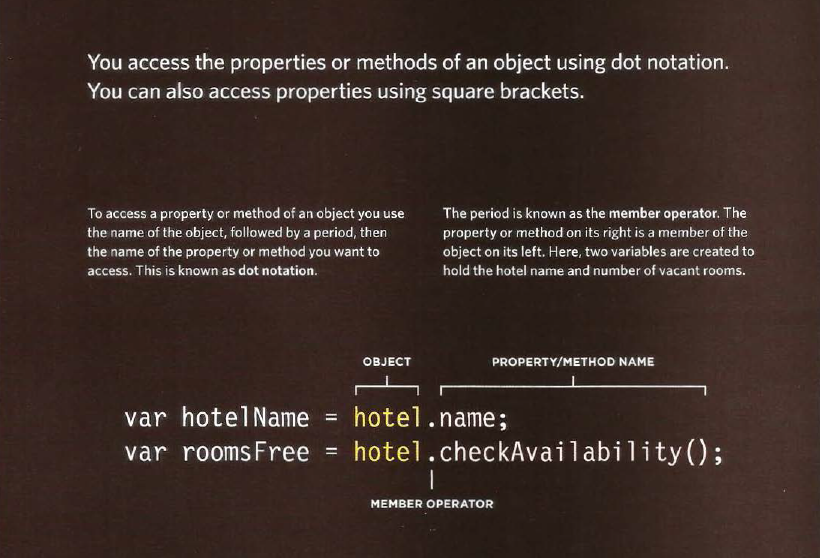 You access the properties or methods of an object using dot notation.
You can also access properties using square brackets.
To access a property or method of an object you use
the name of the object, followed by a period, then
the name of the property or method you want to
access. This is known as dot notation.
The period is known as the member operator. The
property or method on its right is a member of the
object on its left. Here, two variables are created to
hold the hotel name and number of vacant rooms.
OBJECT
PROPERTY/METHOD NAME
var hotelName = hotel.name;
var roomsFree = hotel.checkAvailability();
MEMBER OPERATOR